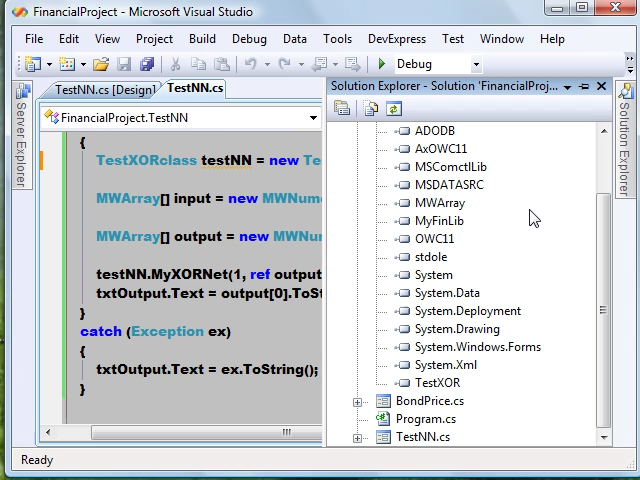 FinancialProject - Microsoft Visual Studio
File Edit View Project Build Debug Data Tools DevExpress Test Window Help
Debug
TestNN.cs [Design] TestNN.cs
FinancialProject.TestNN
Server Explorer
{
TestXORclass testNN = new Te
MWArray[] input = new MWNum
MWArray[] output = new MWNu
testNN.MyXORNet(1, ref output
txtOutput.Text = output[0].ToSt
}
catch (Exception ex)
{
txtOutput.Text = ex.ToString();
}
Solution Explorer - Solution 'FinancialProj...
ADODB
AxOWC11
MSComctlLib
MSDATASRC
MWArray
MyFinLib
OWC11
stdole
System
System.Data
System.Deployment
System.Drawing
System.Windows.Forms
System.Xml
TestXOR
BondPrice.cs
Program.cs
TestNN.cs
Solution Explorer
Ready